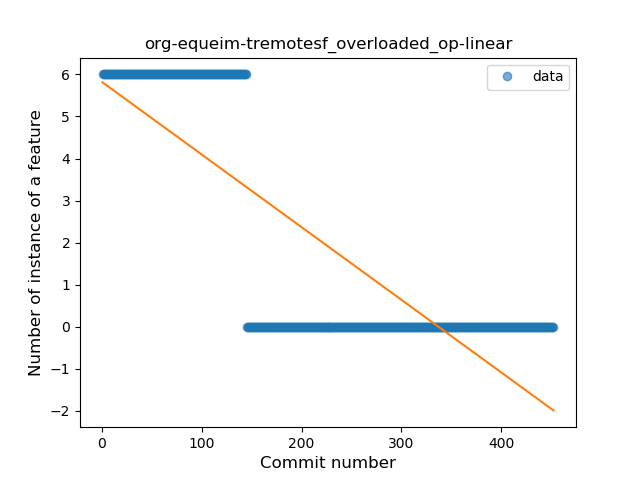 org-equeim-tremotesf_overloaded_op-linear
data
Number of instance of a feature
6
5
4
3
2
1
0
−1
−2
0 100 200 300 400
Commit number